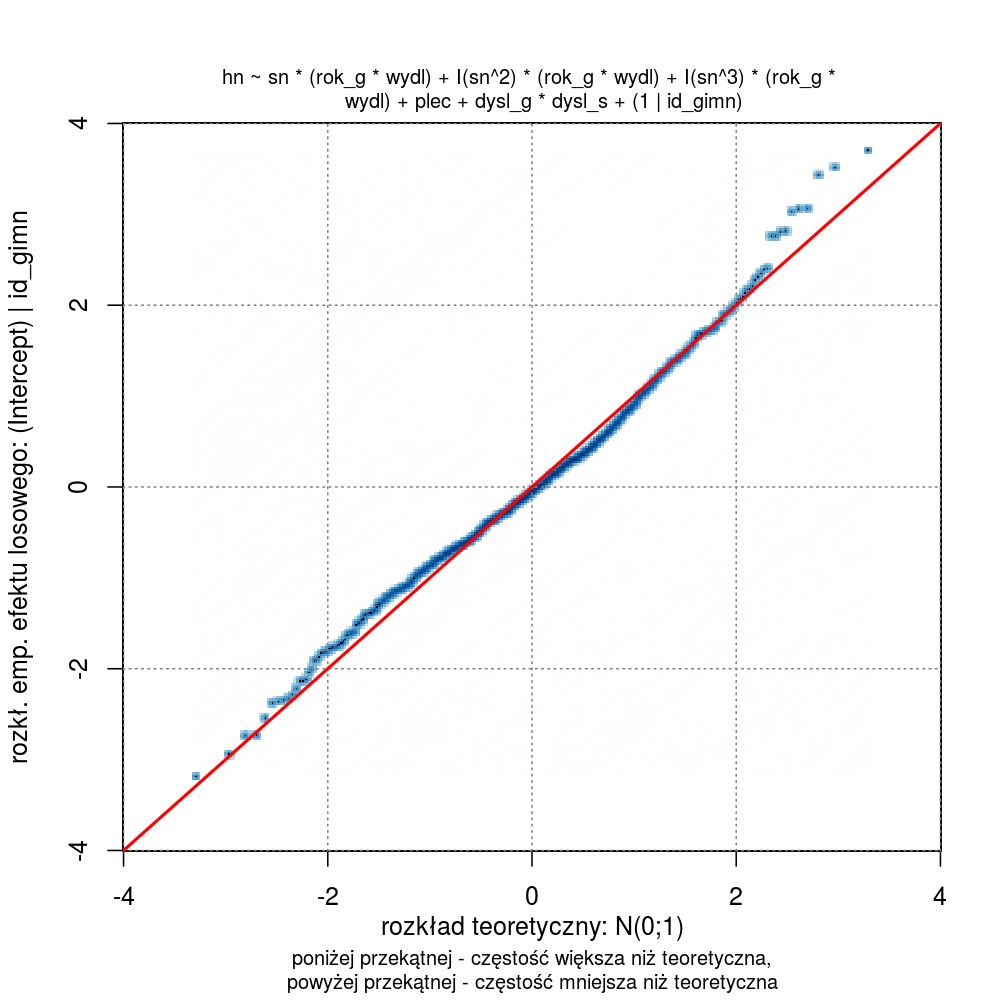 hn ~ sn * (rok_g * wydl) + I(sn^2) * (rok_g * wydl) + I(sn^3) * (rok_g *
wydl) + plec + dysl_g * dysl_s + (1 | id_gimn)
rozkł. emp. efektu losowego: (Intercept) | id_gimn
4
2
0
-2
-4
-4
-2
0
2
4
rozkład teoretyczny: N(0;1)
poniżej przekątnej - częstość większa niż teoretyczna,
powyżej przekątnej - częstość mniejsza niż teoretyczna